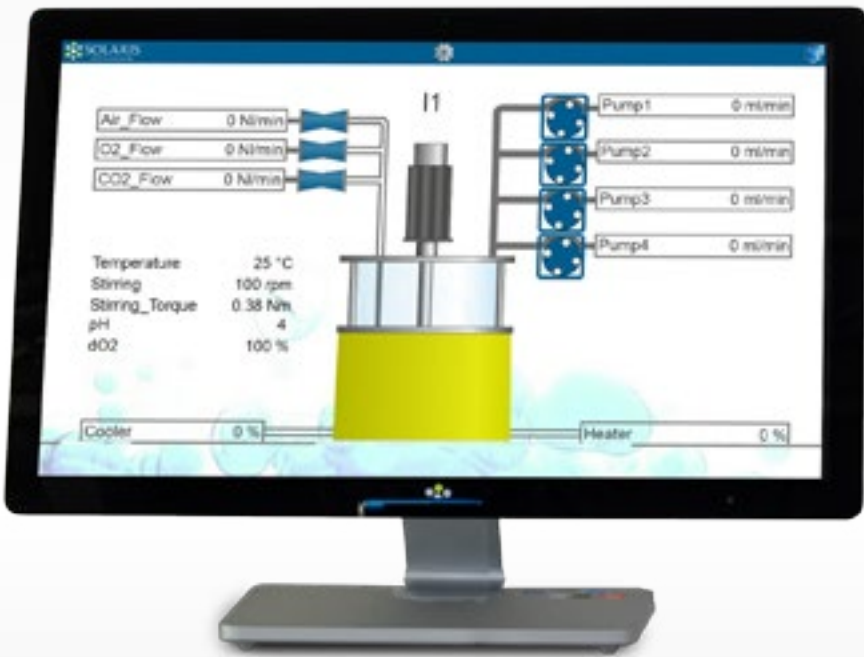 SOLARIS
I1
Air_Flow 0 Nl/min
O2_Flow 0 Nl/min
CO2_Flow 0 Nl/min
Pump1 0 ml/min
Pump2 0 ml/min
Pump3 0 ml/min
Pump4 0 ml/min
Temperature 25 °C
Stirring 100 rpm
Stirring_Torque 0.38 Nm
pH 4
dO2 100 %
Cooler 0 %
Heater 0 %